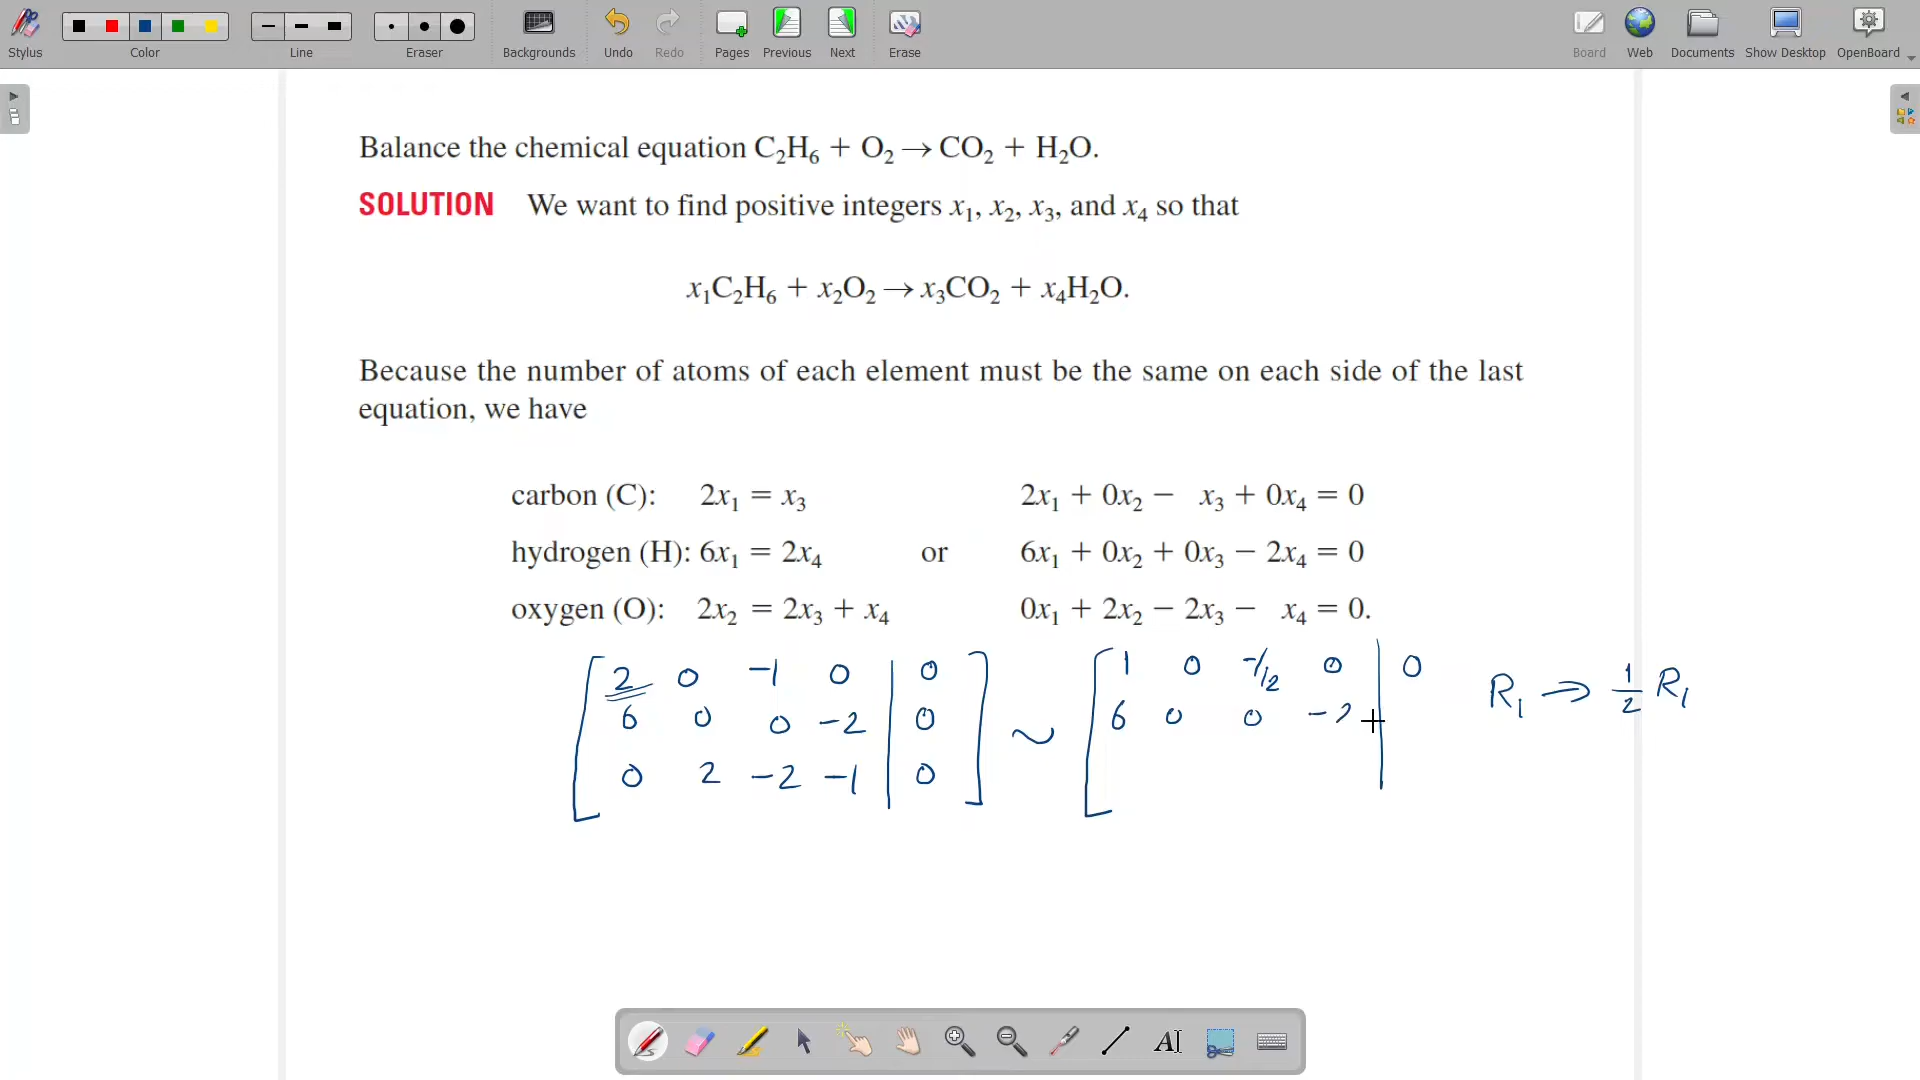 Stylus Color Line Eraser Backgrounds Undo Redo Pages Previous Next Erase Board Web Documents Show Desktop OpenBoard
Balance the chemical equation C₂H₆ + O₂ → CO₂ + H₂O.
SOLUTION We want to find positive integers x₁, x₂, x₃, and x₄ so that
x₁C₂H₆ + x₂O₂ → x₃CO₂ + x₄H₂O.
Because the number of atoms of each element must be the same on each side of the last
equation, we have
carbon (C): 2x₁ = x₃ 2x₁ + 0x₂ − x₃ + 0x₄ = 0
hydrogen (H): 6x₁ = 2x₄ or 6x₁ + 0x₂ + 0x₃ − 2x₄ = 0
oxygen (O): 2x₂ = 2x₃ + x₄ 0x₁ + 2x₂ − 2x₃ − x₄ = 0.
2 0 -1 0 | 0 1 0 -1/2 0 | 0 R₁ → 1/2 R₁
6 0 0 -2 | 0 ~ 6 0 0 -2
0 2 -2 -1 | 0
AI